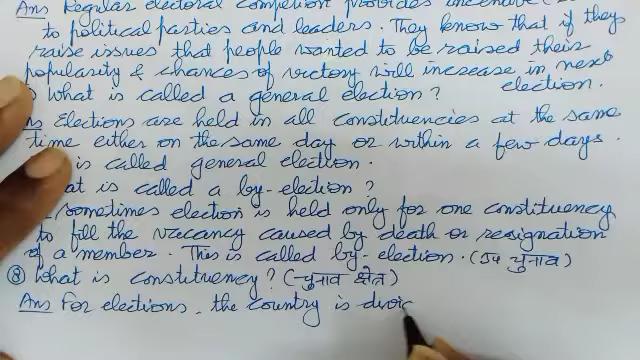 Ans Regular electoral competion provides incentive
to political parties and leaders. They know that if they
raise issues that people wanted to be raised their
popularity & chances of victory will increase in next
election.
What is called a general election?
Ans Elections are held in all constituencies at the same
time either on the same day or within a few days.
is called general election.
at is called a by-election?
sometimes election is held only for one constituency
to fill the vacancy caused by death or resignation
of a member. This is called by-election. (उप चुनाव)
⑧ What is constituency? (चुनाव क्षेत्र)
Ans For elections, the country is divi